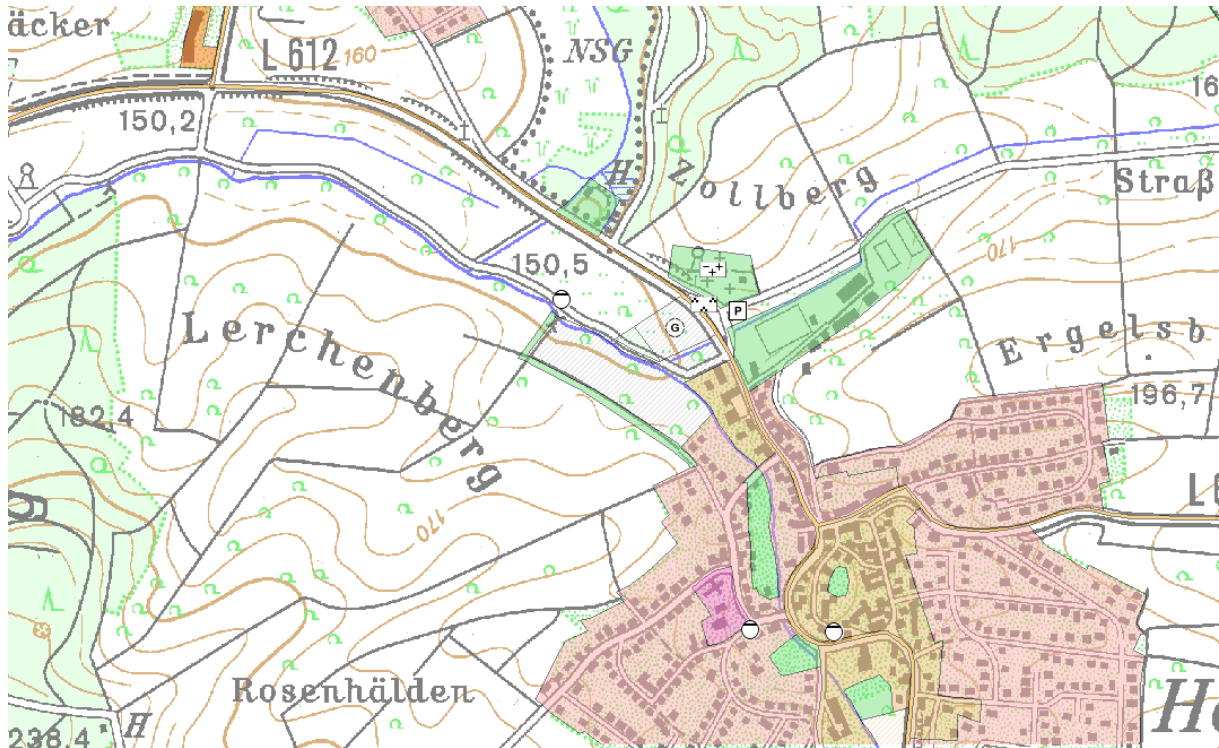 äcker
L 612
160
NSG
150,2
16
H
Zollberg
Straß
150,5
170
P
G
Lerchenberg
Ergelsb
182,4
196,7
g
170
L
Rosenhälden
H
238,4
H